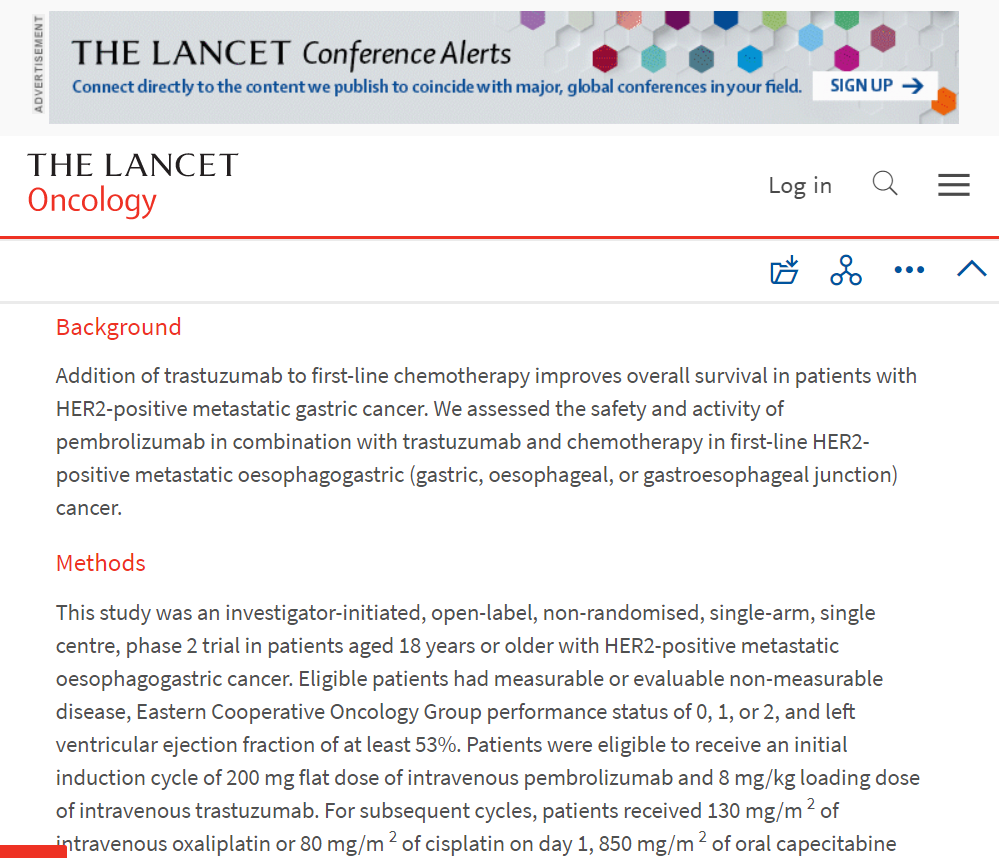 ADVERTISEMENT
THE LANCET Conference Alerts
Connect directly to the content we publish to coincide with major, global conferences in your field.
SIGN UP
THE LANCET
Oncology
Log in
Background
Addition of trastuzumab to first-line chemotherapy improves overall survival in patients with
HER2-positive metastatic gastric cancer. We assessed the safety and activity of
pembrolizumab in combination with trastuzumab and chemotherapy in first-line HER2-
positive metastatic oesophagogastric (gastric, oesophageal, or gastroesophageal junction)
cancer.
Methods
This study was an investigator-initiated, open-label, non-randomised, single-arm, single
centre, phase 2 trial in patients aged 18 years or older with HER2-positive metastatic
oesophagogastric cancer. Eligible patients had measurable or evaluable non-measurable
disease, Eastern Cooperative Oncology Group performance status of 0, 1, or 2, and left
ventricular ejection fraction of at least 53%. Patients were eligible to receive an initial
induction cycle of 200 mg flat dose of intravenous pembrolizumab and 8 mg/kg loading dose
of intravenous trastuzumab. For subsequent cycles, patients received 130 mg/m 2 of
intravenous oxaliplatin or 80 mg/m 2 of cisplatin on day 1, 850 mg/m 2 of oral capecitabine